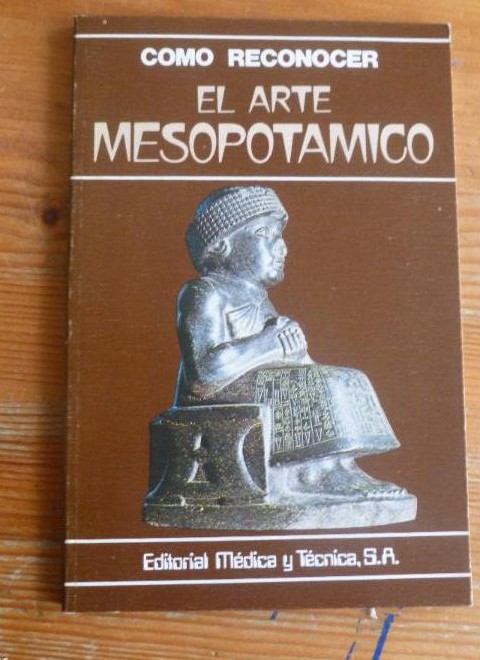 COMO RECONOCER
EL ARTE
MESOPOTAMICO
Editorial Médica y Técnica, S.A.